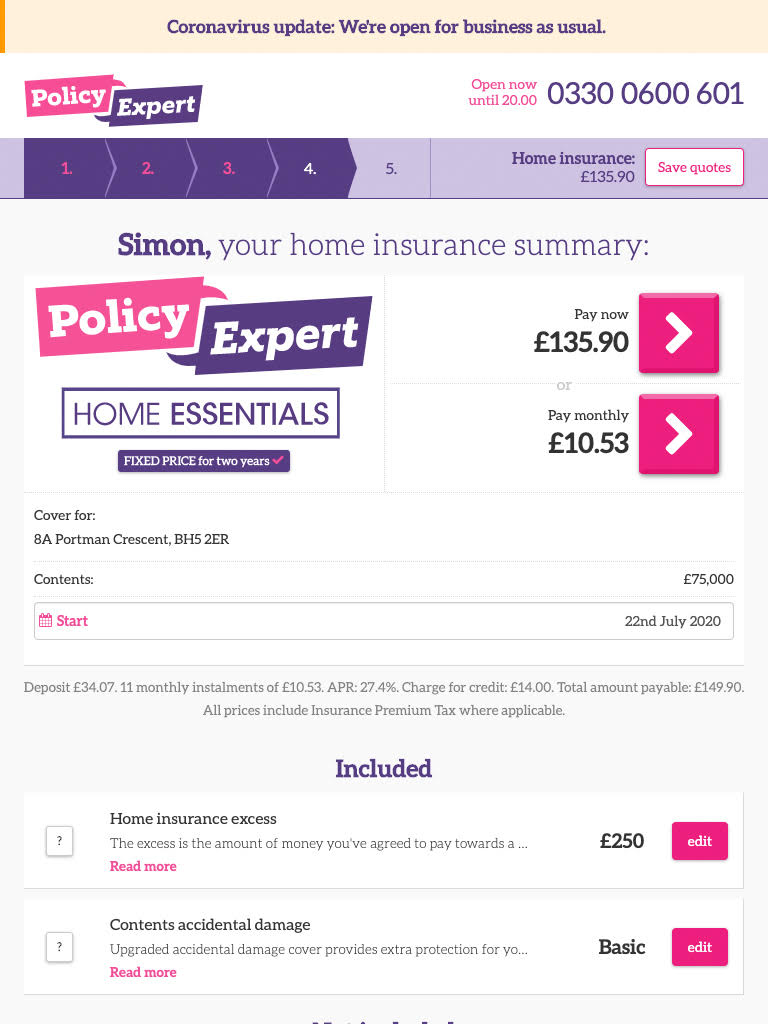 Coronavirus update: We're open for business as usual.
Policy Expert
Open now
until 20.00
0330 0600 601
1. 2. 3. 4. 5.
Home insurance:
£135.90
Save quotes
Simon, your home insurance summary:
Policy Expert
HOME ESSENTIALS
FIXED PRICE for two years
Pay now
£135.90
or
Pay monthly
£10.53
Cover for:
8A Portman Crescent, BH5 2ER
Contents: £75,000
Start 22nd July 2020
Deposit £34.07. 11 monthly instalments of £10.53. APR: 27.4%. Charge for credit: £14.00. Total amount payable: £149.90.
All prices include Insurance Premium Tax where applicable.
Included
Home insurance excess
? The excess is the amount of money you've agreed to pay towards a ... £250 edit
Read more
Contents accidental damage
? Upgraded accidental damage cover provides extra protection for yo... Basic edit
Read more